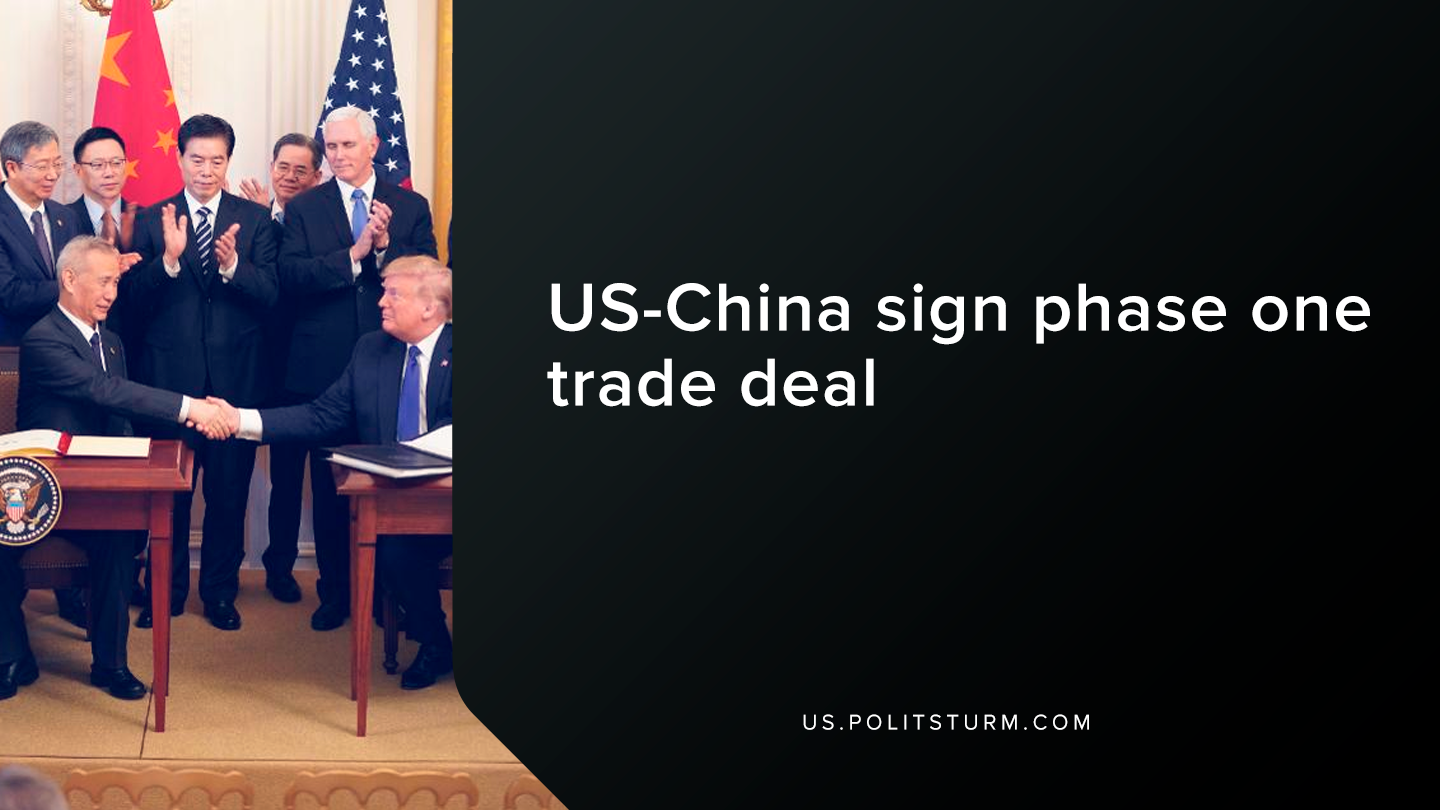 US-China sign phase one
trade deal
US.POLITSTURM.COM